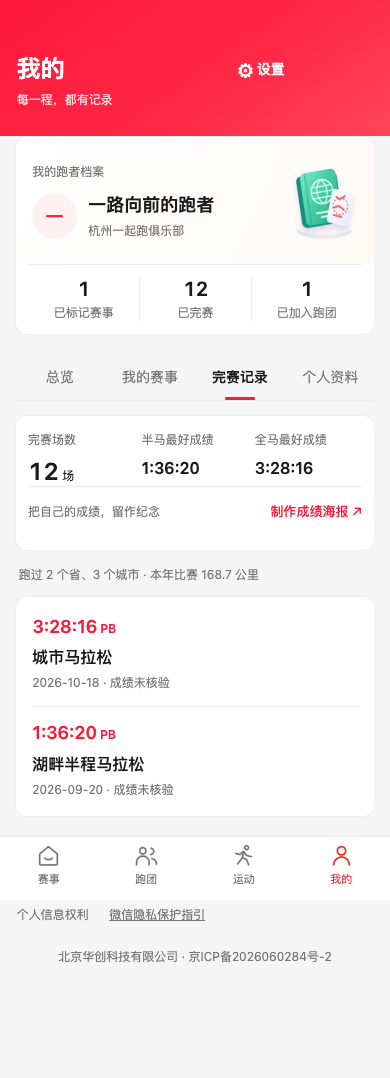 我的
设置
每一程，都有记录
我的跑者档案
一路向前的跑者
杭州一起跑俱乐部
1 12 1
已标记赛事 已完赛 已加入跑团
总览 我的赛事 完赛记录 个人资料
完赛场数 半马最好成绩 全马最好成绩
12 场 1:36:20 3:28:16
把自己的成绩，留作纪念 制作成绩海报 ↗
跑过 2 个省、3 个城市 · 本年比赛 168.7 公里
3:28:16 PB
城市马拉松
2026-10-18 · 成绩未核验
1:36:20 PB
湖畔半程马拉松
2026-09-20 · 成绩未核验
赛事 跑团 运动 我的
个人信息权利 微信隐私保护指引
北京华创科技有限公司 · 京ICP备2026060284号-2